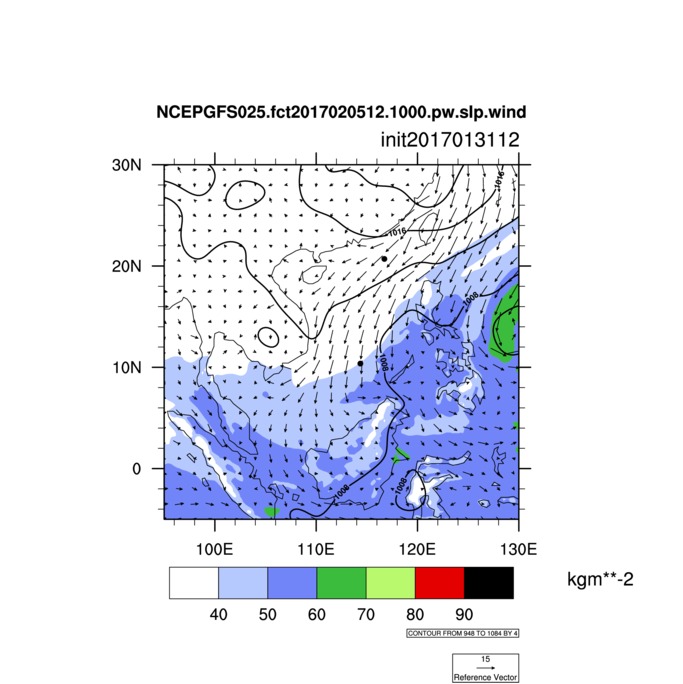 NCEPGFS025.fct2017020512.1000.pw.slp.wind
init2017013112
30N
20N
10N
0
1016
1016
1008
1008
1008
1008
100E 110E 120E 130E
kgm**-2
40 50 60 70 80 90
CONTOUR FROM 948 TO 1084 BY 4
15
Reference Vector